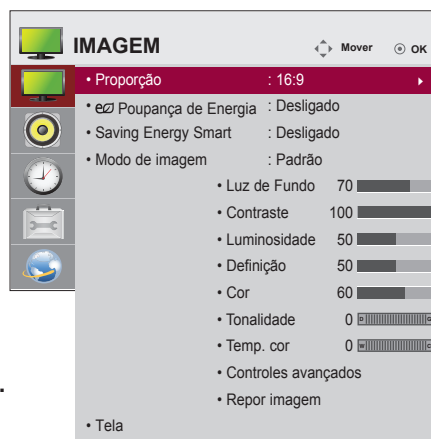 IMAGEM Mover OK
• Proporção : 16:9
• Poupança de Energia : Desligado
• Saving Energy Smart : Desligado
• Modo de imagem : Padrão
• Luz de Fundo 70
• Contraste 100
• Luminosidade 50
• Definição 50
• Cor 60
• Tonalidade 0
• Temp. cor 0 W C
• Controles avançados
• Repor imagem
• Tela